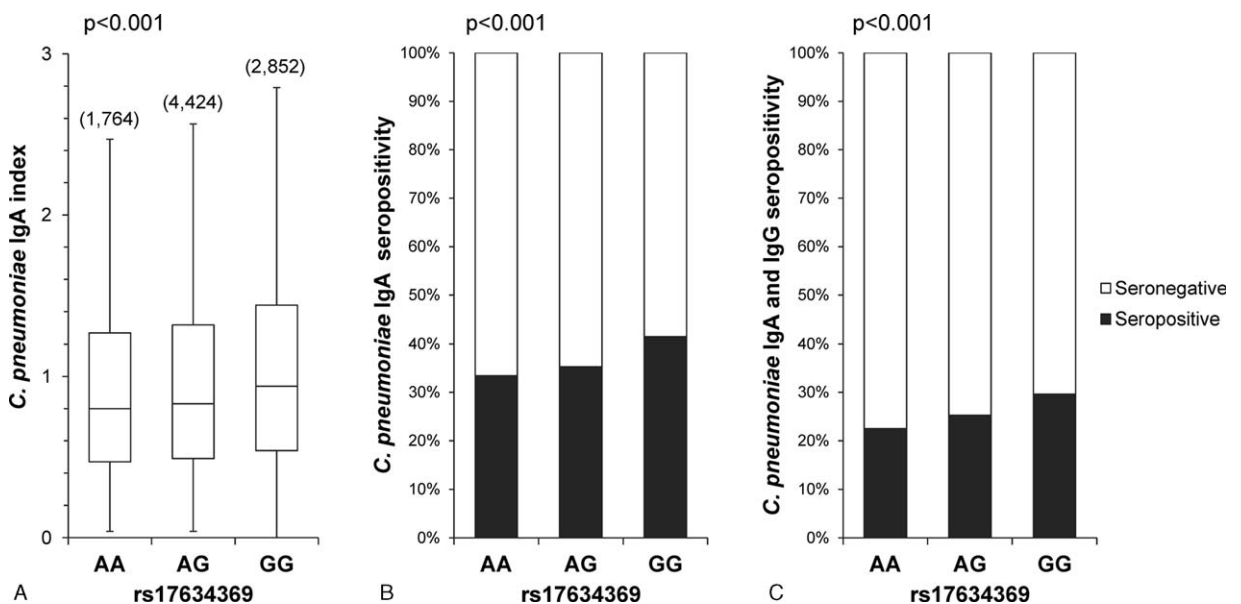 p<0.001
3
2
1
0
(1,764)
(4,424)
(2,852)
C. pneumoniae IgA index
AA
AG
GG
rs17634369
A
p<0.001
100%
90%
80%
70%
60%
50%
40%
30%
20%
10%
0%
C. pneumoniae IgA seropositivity
AA
AG
GG
rs17634369
B
p<0.001
100%
90%
80%
70%
60%
50%
40%
30%
20%
10%
0%
C. pneumoniae IgA and IgG seropositivity
AA
AG
GG
rs17634369
C
Seronegative
Seropositive